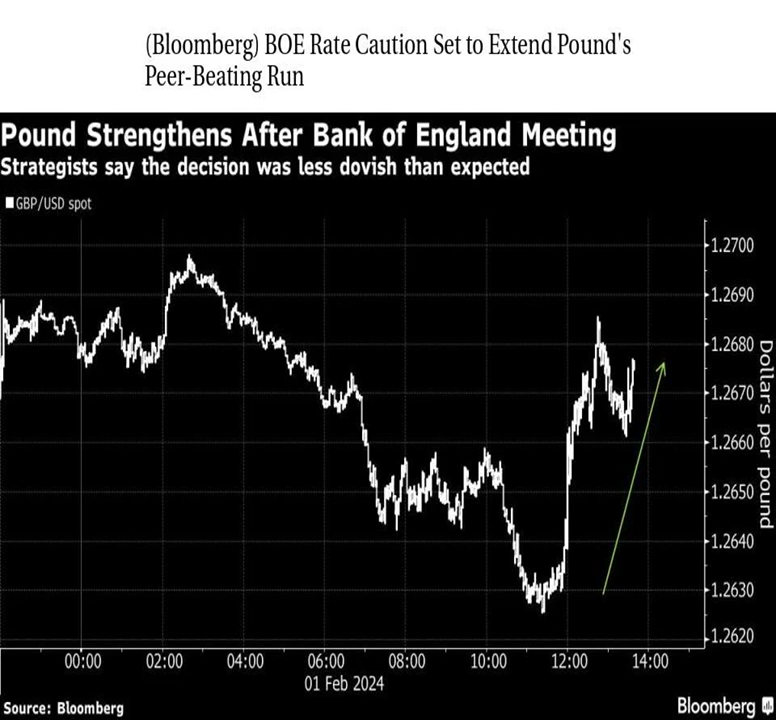 (Bloomberg) BOE Rate Caution Set to Extend Pound's
Peer-Beating Run
Pound Strengthens After Bank of England Meeting
Strategists say the decision was less dovish than expected
GBP/USD spot
1.2700
1.2690
1.2680
1.2670
1.2660
1.2650
1.2640
1.2630
1.2620
Dollars per pound
00:00 02:00 04:00 06:00 08:00 10:00 12:00 14:00
01 Feb 2024
Source: Bloomberg
Bloomberg